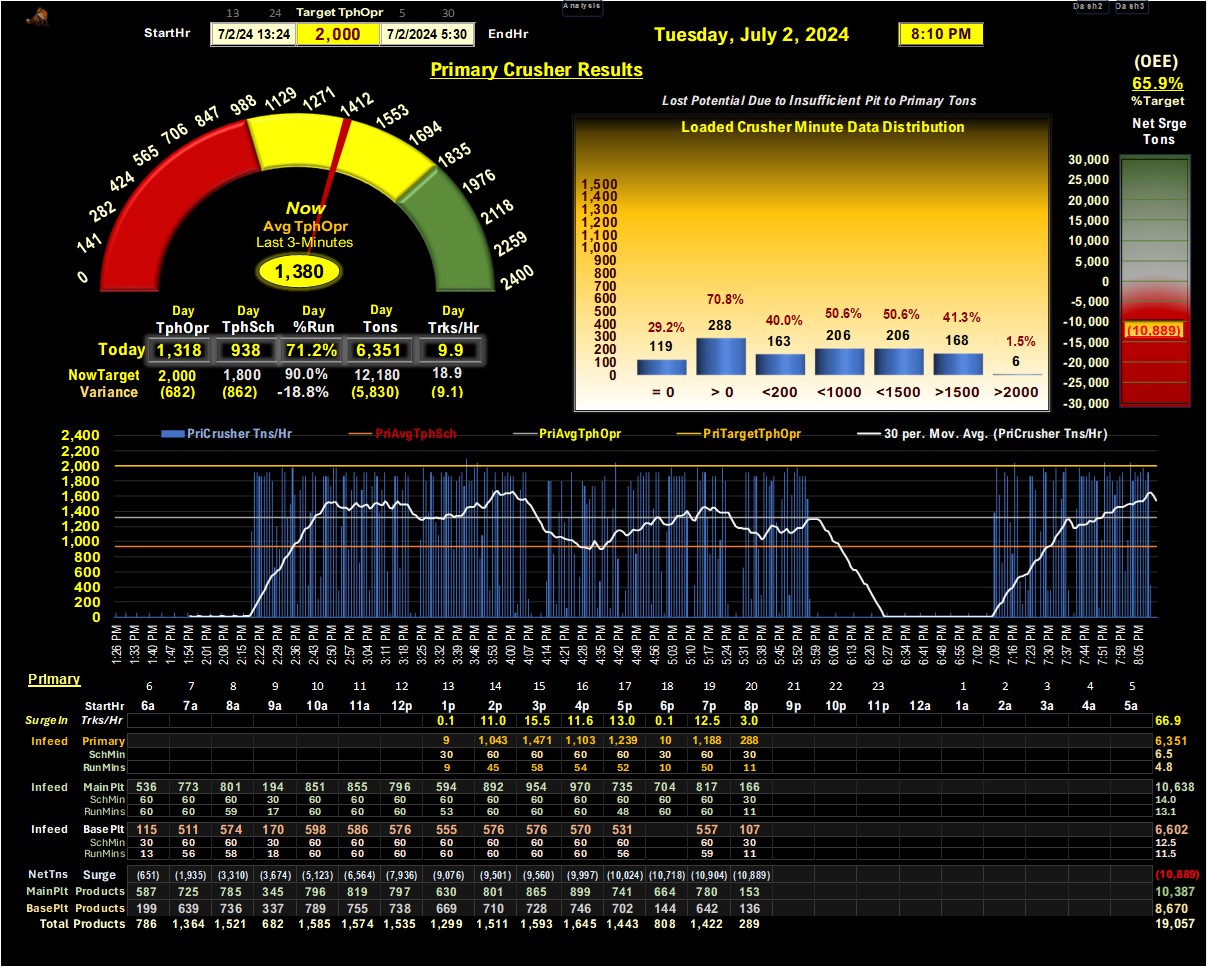 13 24 Target TphOpr 5 30
Analysis
Dash2 Dash3
StartHr 7/2/24 13:24 2,000 7/2/2024 5:30 EndHr
Tuesday, July 2, 2024
8:10 PM
Primary Crusher Results
(OEE)
65.9%
%Target
Net Srge
Tons
0 141 282 424 565 706 847 988 1129 1271 1412 1553 1694 1835 1976 2118 2259 2400
Now
Avg TphOpr
Last 3-Minutes
1,380
Day Day Day Day Day
TphOpr TphSch %Run Tons Trks/Hr
Today 1,318 938 71.2% 6,351 9.9
NowTarget 2,000 1,800 90.0% 12,180 18.9
Variance (682) (862) -18.8% (5,830) (9.1)
Lost Potential Due to Insufficient Pit to Primary Tons
Loaded Crusher Minute Data Distribution
1,500
1,400
1,300
1,200
1,100
1,000
900
800
700
600
500
400
300
200
100
0
29.2% 70.8% 40.0% 50.6% 50.6% 41.3% 1.5%
119 288 163 206 206 168 6
= 0 > 0 <200 <1000 <1500 >1500 >2000
30,000
25,000
20,000
15,000
10,000
5,000
0
-5,000
-10,000
(10,889)
-15,000
-20,000
-25,000
-30,000
PriCrusher Tns/Hr PriAvgTphSch PriAvgTphOpr PriTargetTphOpr 30 per. Mov. Avg. (PriCrusher Tns/Hr)
2,400
2,200
2,000
1,800
1,600
1,400
1,200
1,000
800
600
400
200
0
1:26 PM 1:33 PM 1:40 PM 1:47 PM 1:54 PM 2:01 PM 2:08 PM 2:15 PM 2:22 PM 2:29 PM 2:36 PM 2:43 PM 2:50 PM 2:57 PM 3:04 PM 3:11 PM 3:18 PM 3:25 PM 3:32 PM 3:39 PM 3:46 PM 3:53 PM 4:00 PM 4:07 PM 4:14 PM 4:21 PM 4:28 PM 4:35 PM 4:42 PM 4:49 PM 4:56 PM 5:03 PM 5:10 PM 5:17 PM 5:24 PM 5:31 PM 5:38 PM 5:45 PM 5:52 PM 5:59 PM 6:06 PM 6:13 PM 6:20 PM 6:27 PM 6:34 PM 6:41 PM 6:48 PM 6:55 PM 7:02 PM 7:09 PM 7:16 PM 7:23 PM 7:30 PM 7:37 PM 7:44 PM 7:51 PM 7:58 PM 8:05 PM
Primary
6 7 8 9 10 11 12 13 14 15 16 17 18 19 20 21 22 23 1 2 3 4 5
StartHr 6a 7a 8a 9a 10a 11a 12p 1p 2p 3p 4p 5p 6p 7p 8p 9p 10p 11p 12a 1a 2a 3a 4a 5a
SurgeIn Trks/Hr 0.1 11.0 15.5 11.6 13.0 0.1 12.5 3.0 66.9
Infeed Primary 9 1,043 1,471 1,103 1,239 10 1,188 288 6,351
SchMin 30 60 60 60 60 30 60 30 6.5
RunMins 9 45 58 54 52 10 50 11 4.8
Infeed MainPlt 536 773 801 194 851 855 796 594 892 954 970 735 704 817 166 10,638
SchMin 60 60 60 30 60 60 60 60 60 60 60 60 60 60 30 14.0
RunMins 60 60 59 17 60 60 60 53 60 60 60 48 60 60 11 13.1
Infeed BasePlt 115 511 574 170 598 586 576 555 576 576 570 531 557 107 6,602
SchMin 30 60 60 30 60 60 60 60 60 60 60 60 60 30 12.5
RunMins 13 56 58 18 60 60 60 60 60 60 60 56 59 11 11.5
NetTns Surge (651) (1,935) (3,310) (3,674) (5,123) (6,564) (7,936) (9,076) (9,501) (9,560) (9,997) (10,024) (10,718) (10,904) (10,889) (10,889)
MainPlt Products 587 725 785 345 796 819 797 630 801 865 899 741 664 780 153 10,387
BasePlt Products 199 639 736 337 789 755 738 669 710 728 746 702 144 642 136 8,670
Total Products 786 1,364 1,521 682 1,585 1,574 1,535 1,299 1,511 1,593 1,645 1,443 808 1,422 289 19,057